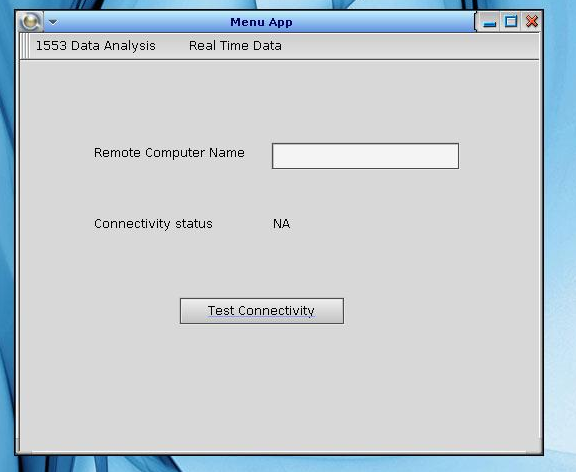 Menu App
1553 Data Analysis Real Time Data
Remote Computer Name
Connectivity status NA
Test Connectivity